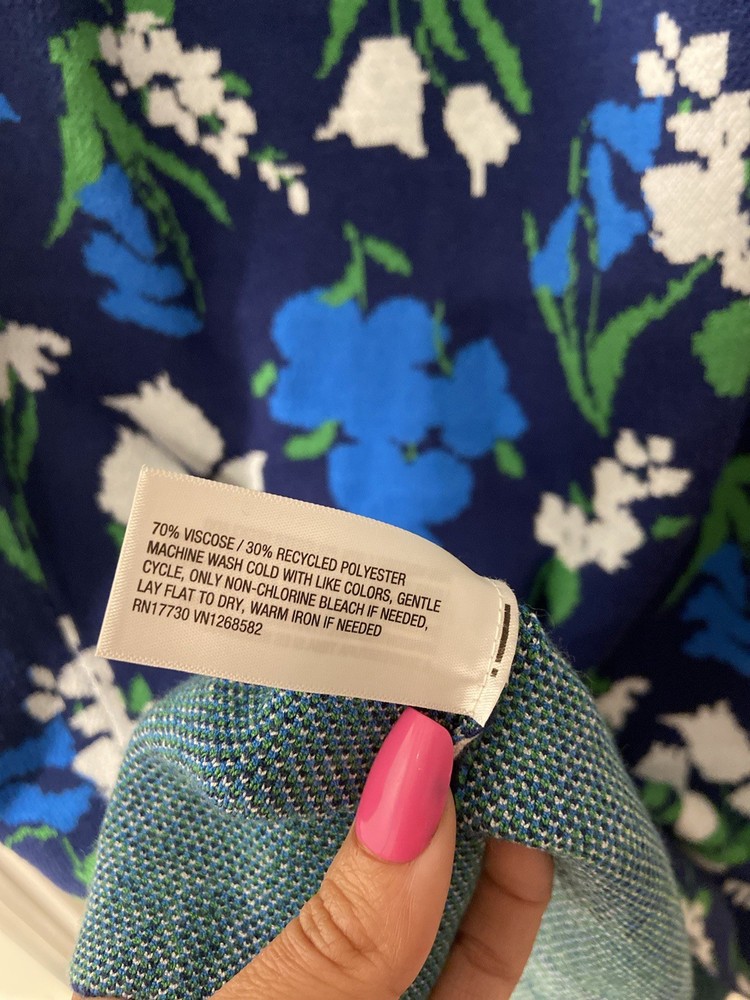 70% VISCOSE / 30% RECYCLED POLYESTER
MACHINE WASH COLD WITH LIKE COLORS, GENTLE
CYCLE, ONLY NON-CHLORINE BLEACH IF NEEDED,
LAY FLAT TO DRY, WARM IRON IF NEEDED
RN17730 VN1268582